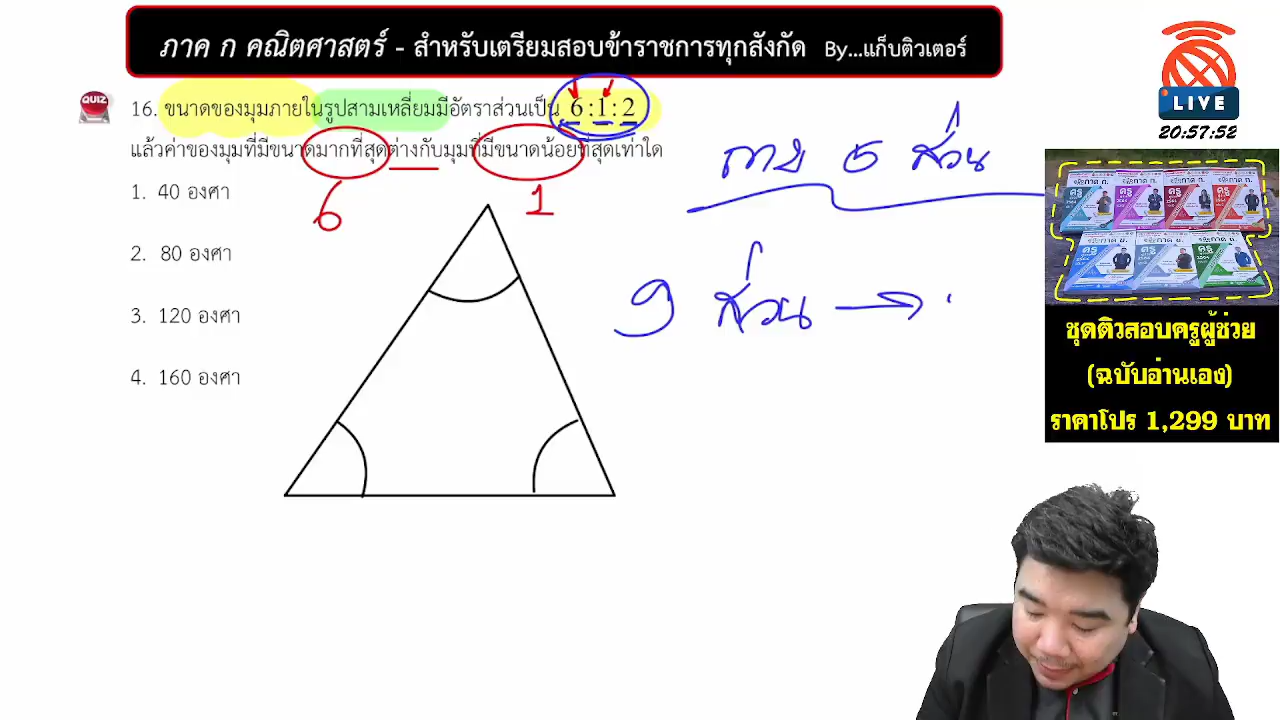 ภาค ก คณิตศาสตร์ - สำหรับเตรียมสอบข้าราชการทุกสังกัด By...แก็บติวเตอร์
QUIZ
16. ขนาดของมุมภายในรูปสามเหลี่ยมมีอัตราส่วนเป็น 6:1:2
แล้วค่าของมุมที่มีขนาดมากที่สุดต่างกับมุมที่มีขนาดน้อยที่สุดเท่าใด
6 1
1. 40 องศา
2. 80 องศา
3. 120 องศา
4. 160 องศา
5 ส่วน
9 ส่วน →
LIVE
20:57:52
ชุดติวสอบครูผู้ช่วย
(ฉบับอ่านเอง)
ราคาโปร 1,299 บาท